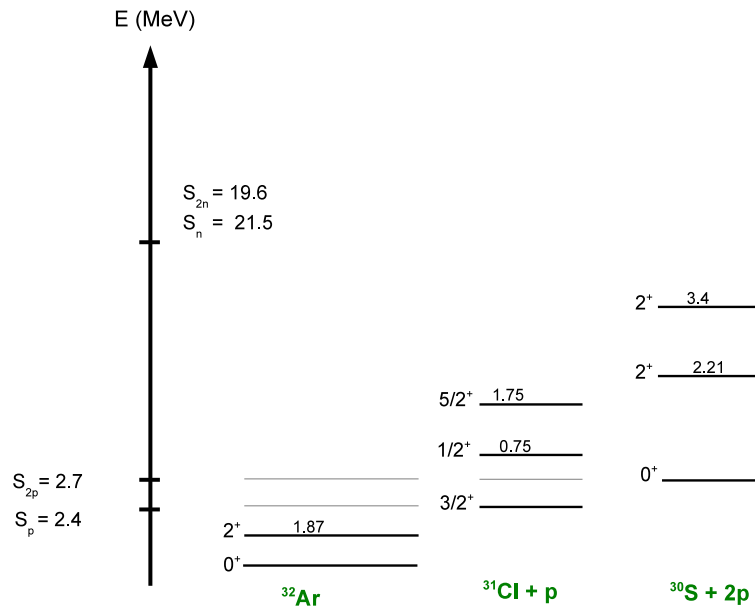 E (MeV)
S₂ₙ = 19.6
Sₙ = 21.5
2⁺ 3.4
2⁺ 2.21
5/2⁺ 1.75
1/2⁺ 0.75
S₂ₚ = 2.7
0⁺
Sₚ = 2.4
3/2⁺
2⁺ 1.87
0⁺
³²Ar
³¹Cl + p
³⁰S + 2p